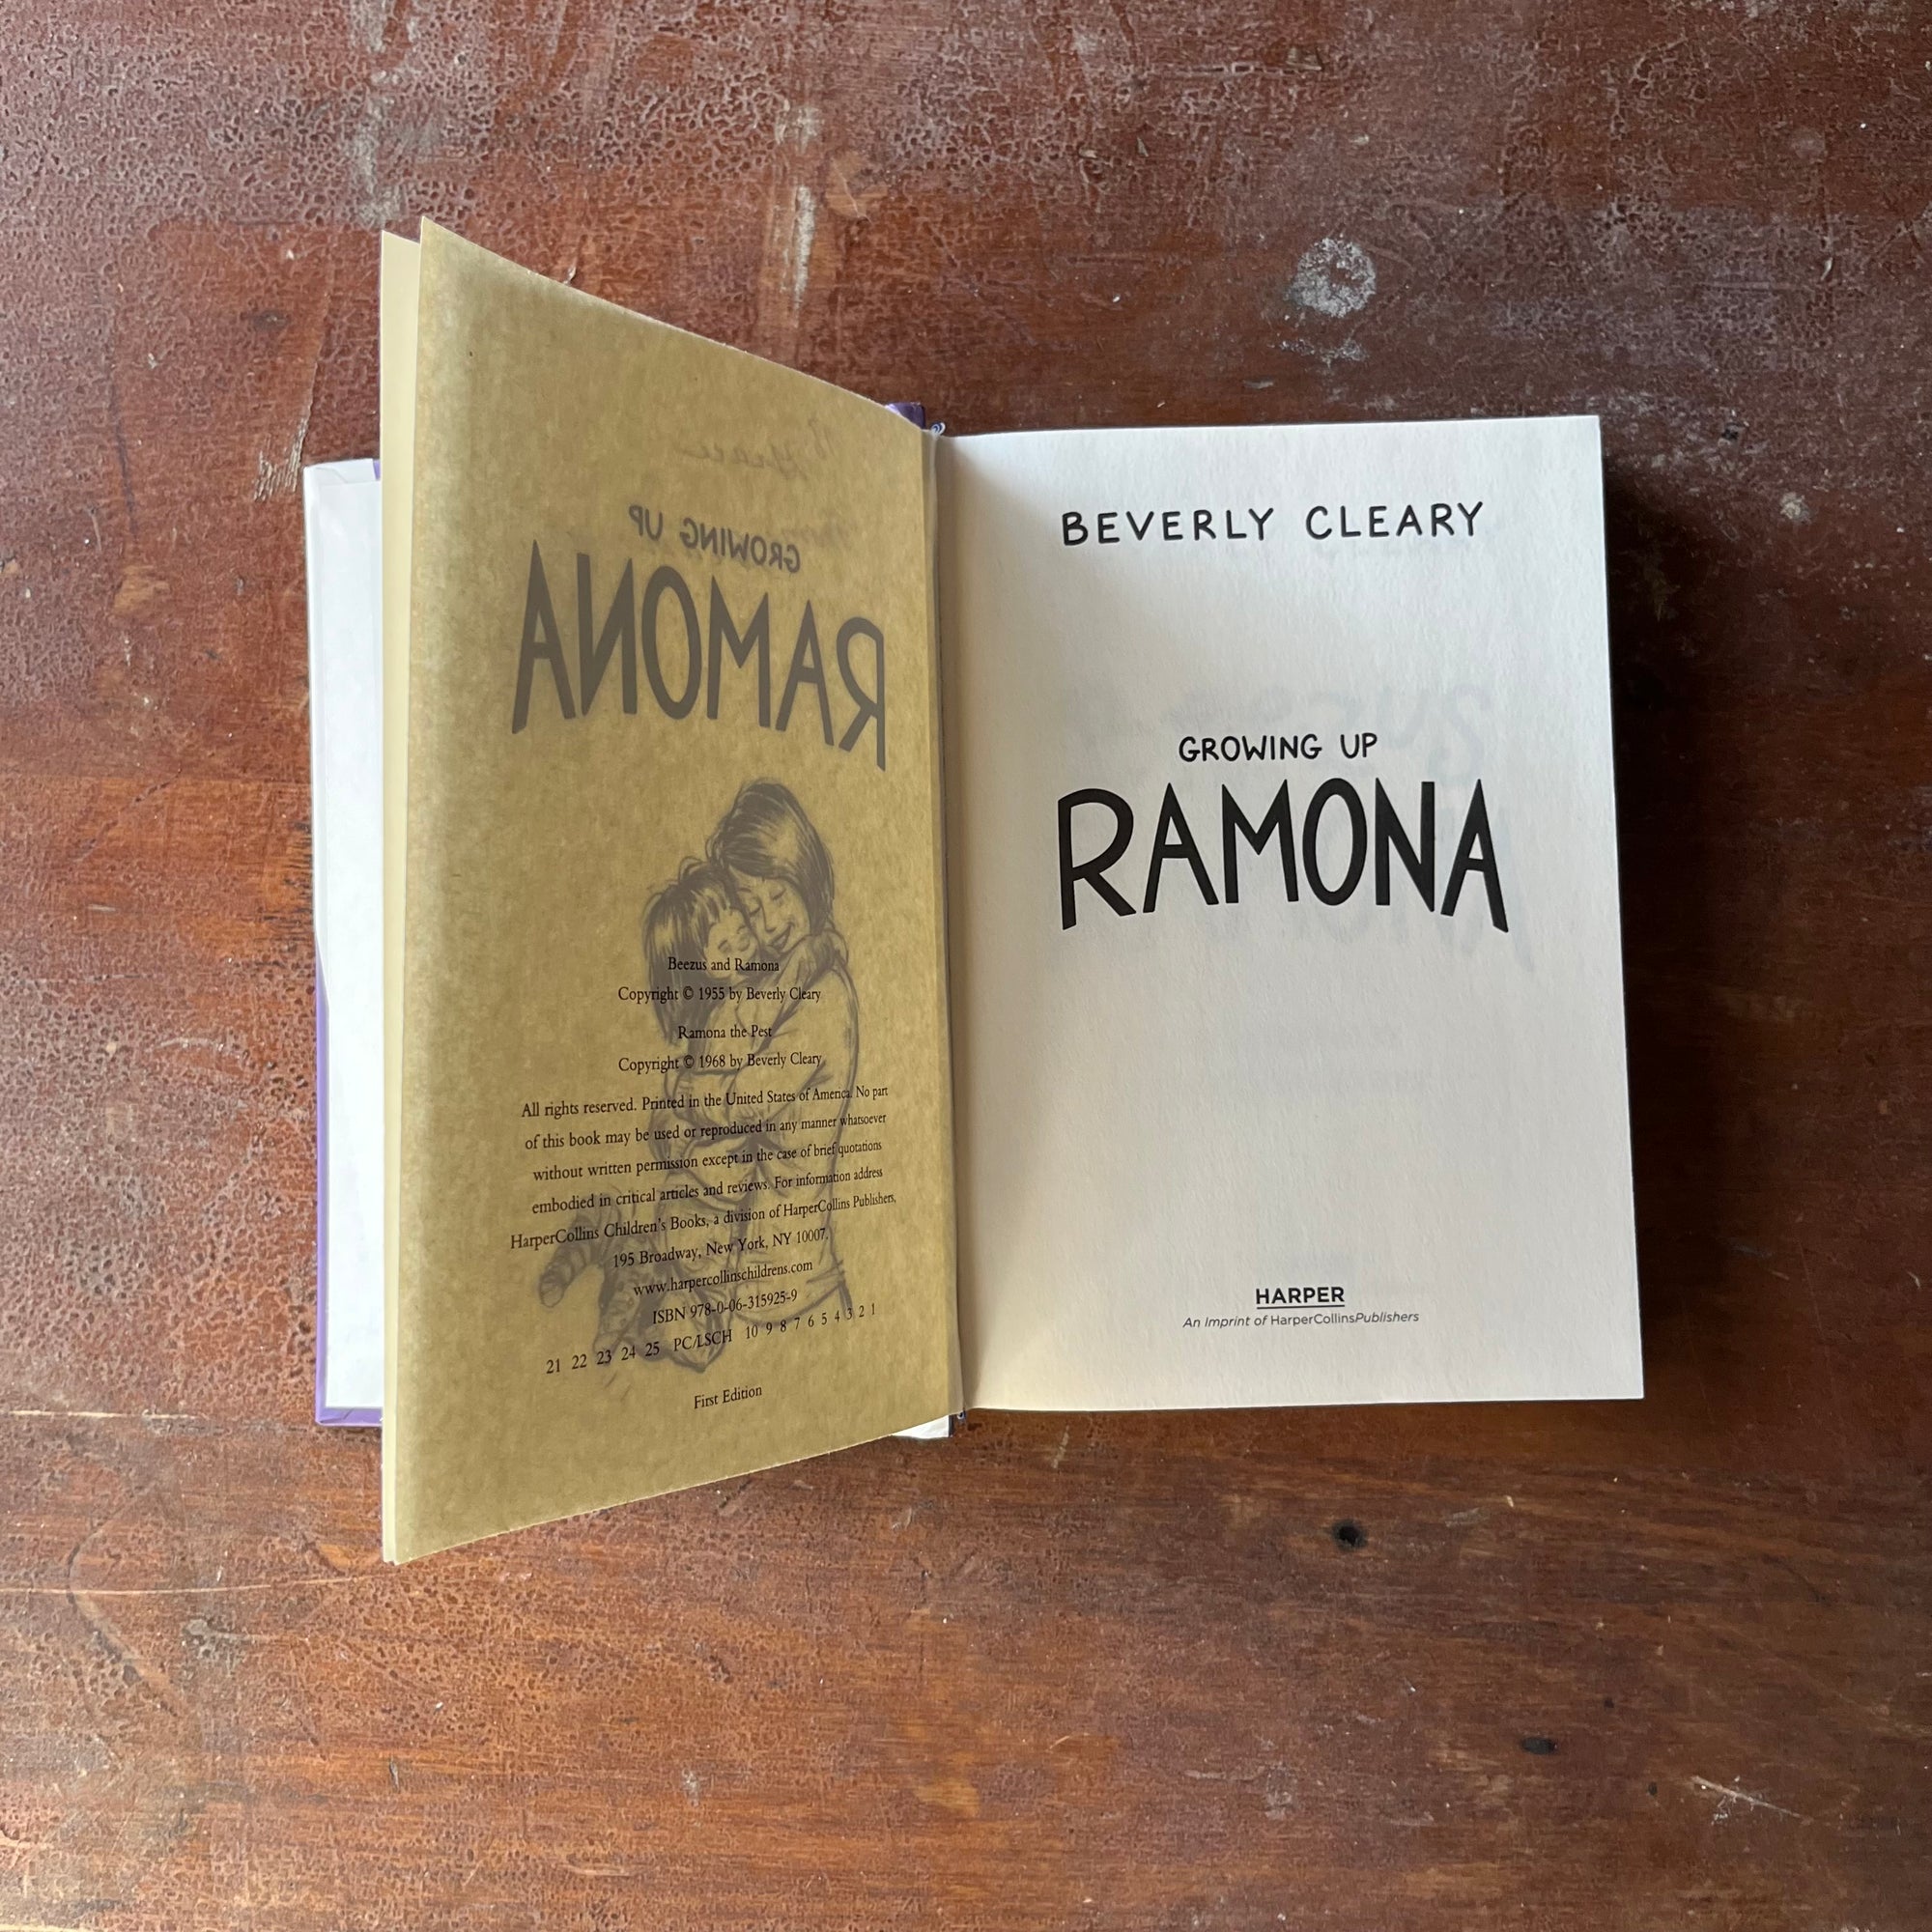 GROWING UP
RAMONA
Beezus and Ramona
Copyright © 1955 by Beverly Cleary
Ramona the Pest
Copyright © 1968 by Beverly Cleary
All rights reserved. Printed in the United States of America. No part
of this book may be used or reproduced in any manner whatsoever
without written permission except in the case of brief quotations
embodied in critical articles and reviews. For information address
HarperCollins Children's Books, a division of HarperCollins Publishers,
195 Broadway, New York, NY 10007.
www.harpercollinschildrens.com
ISBN 978-0-06-315925-9
21 22 23 24 25 PC/LSCH 10 9 8 7 6 5 4 3 2 1
First Edition
BEVERLY CLEARY
GROWING UP
RAMONA
HARPER
An Imprint of HarperCollinsPublishers